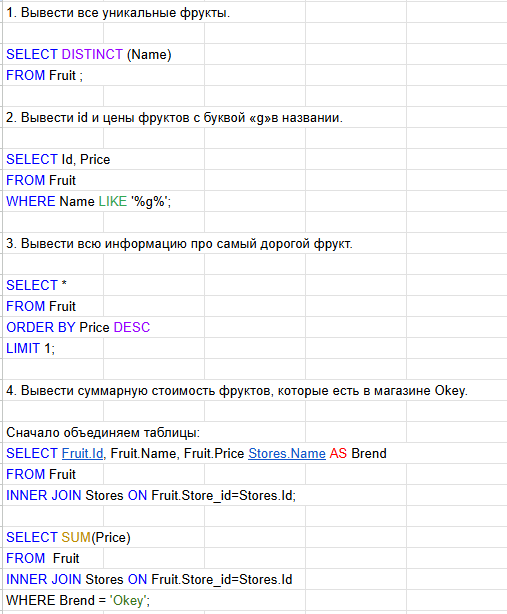 1. Вывести все уникальные фрукты.
SELECT DISTINCT (Name)
FROM Fruit ;
2. Вывести id и цены фруктов с буквой «g»в названии.
SELECT Id, Price
FROM Fruit
WHERE Name LIKE '%g%';
3. Вывести всю информацию про самый дорогой фрукт.
SELECT *
FROM Fruit
ORDER BY Price DESC
LIMIT 1;
4. Вывести суммарную стоимость фруктов, которые есть в магазине Okey.
Сначало объединяем таблицы:
SELECT Fruit.Id, Fruit.Name, Fruit.Price Stores.Name AS Brend
FROM Fruit
INNER JOIN Stores ON Fruit.Store_id=Stores.Id;
SELECT SUM(Price)
FROM  Fruit
INNER JOIN Stores ON Fruit.Store_id=Stores.Id
WHERE Brend = 'Okey';